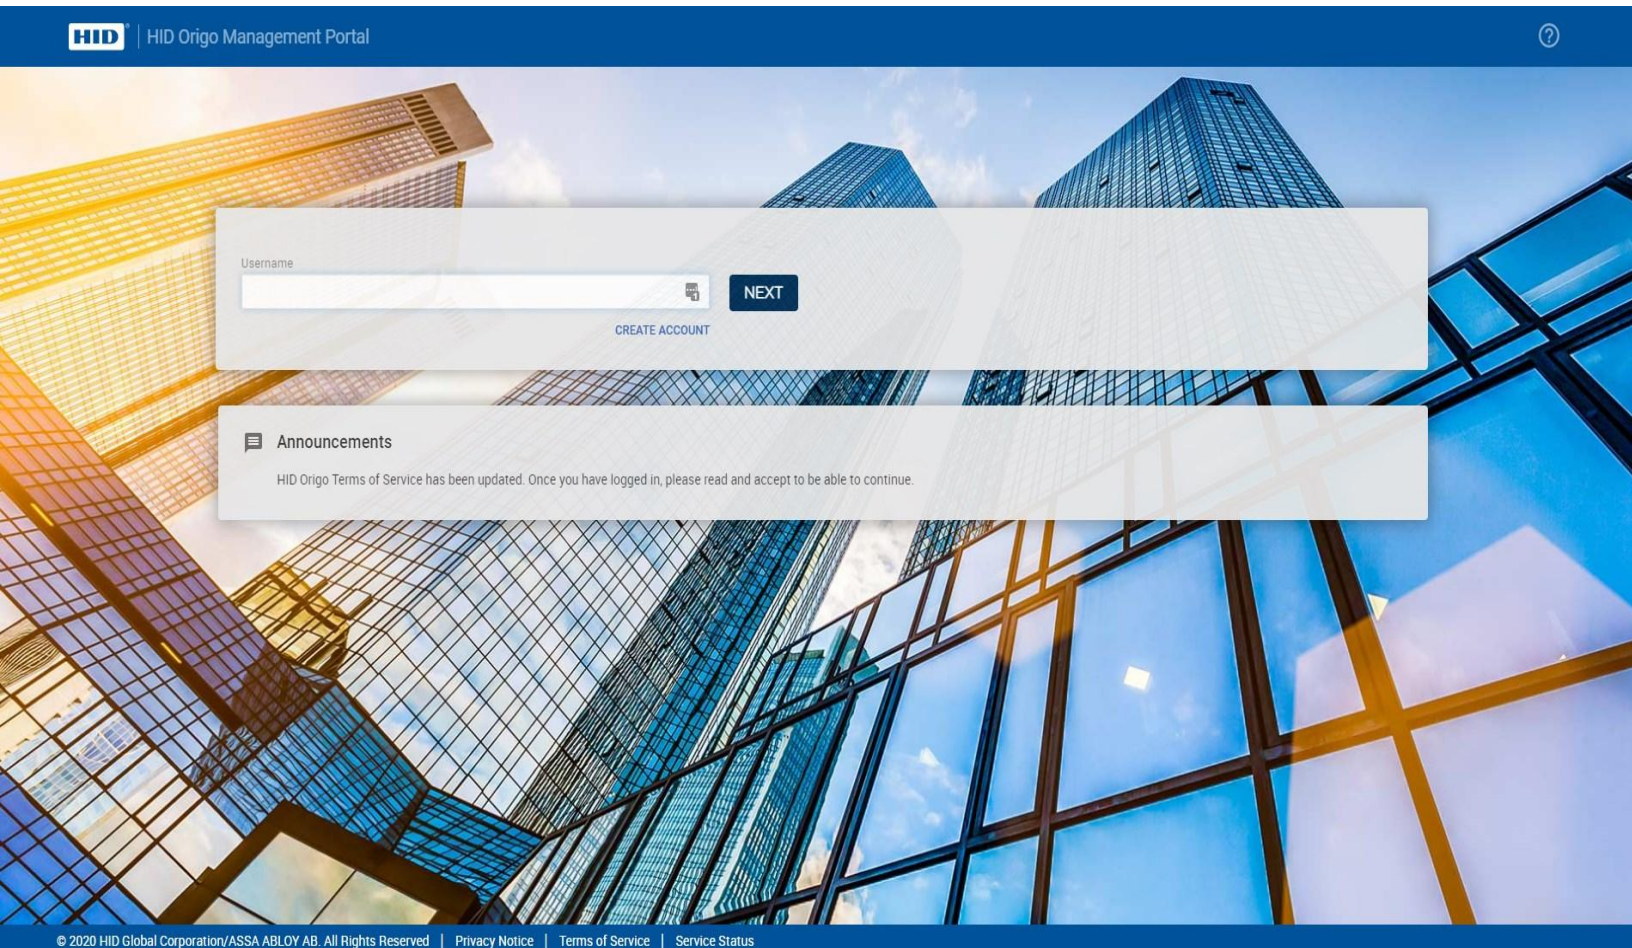 HID | HID Origo Management Portal
Username
NEXT
CREATE ACCOUNT
Announcements
HID Origo Terms of Service has been updated. Once you have logged in, please read and accept to be able to continue.
© 2020 HID Global Corporation/ASSA ABLOY AB. All Rights Reserved | Privacy Notice | Terms of Service | Service Status